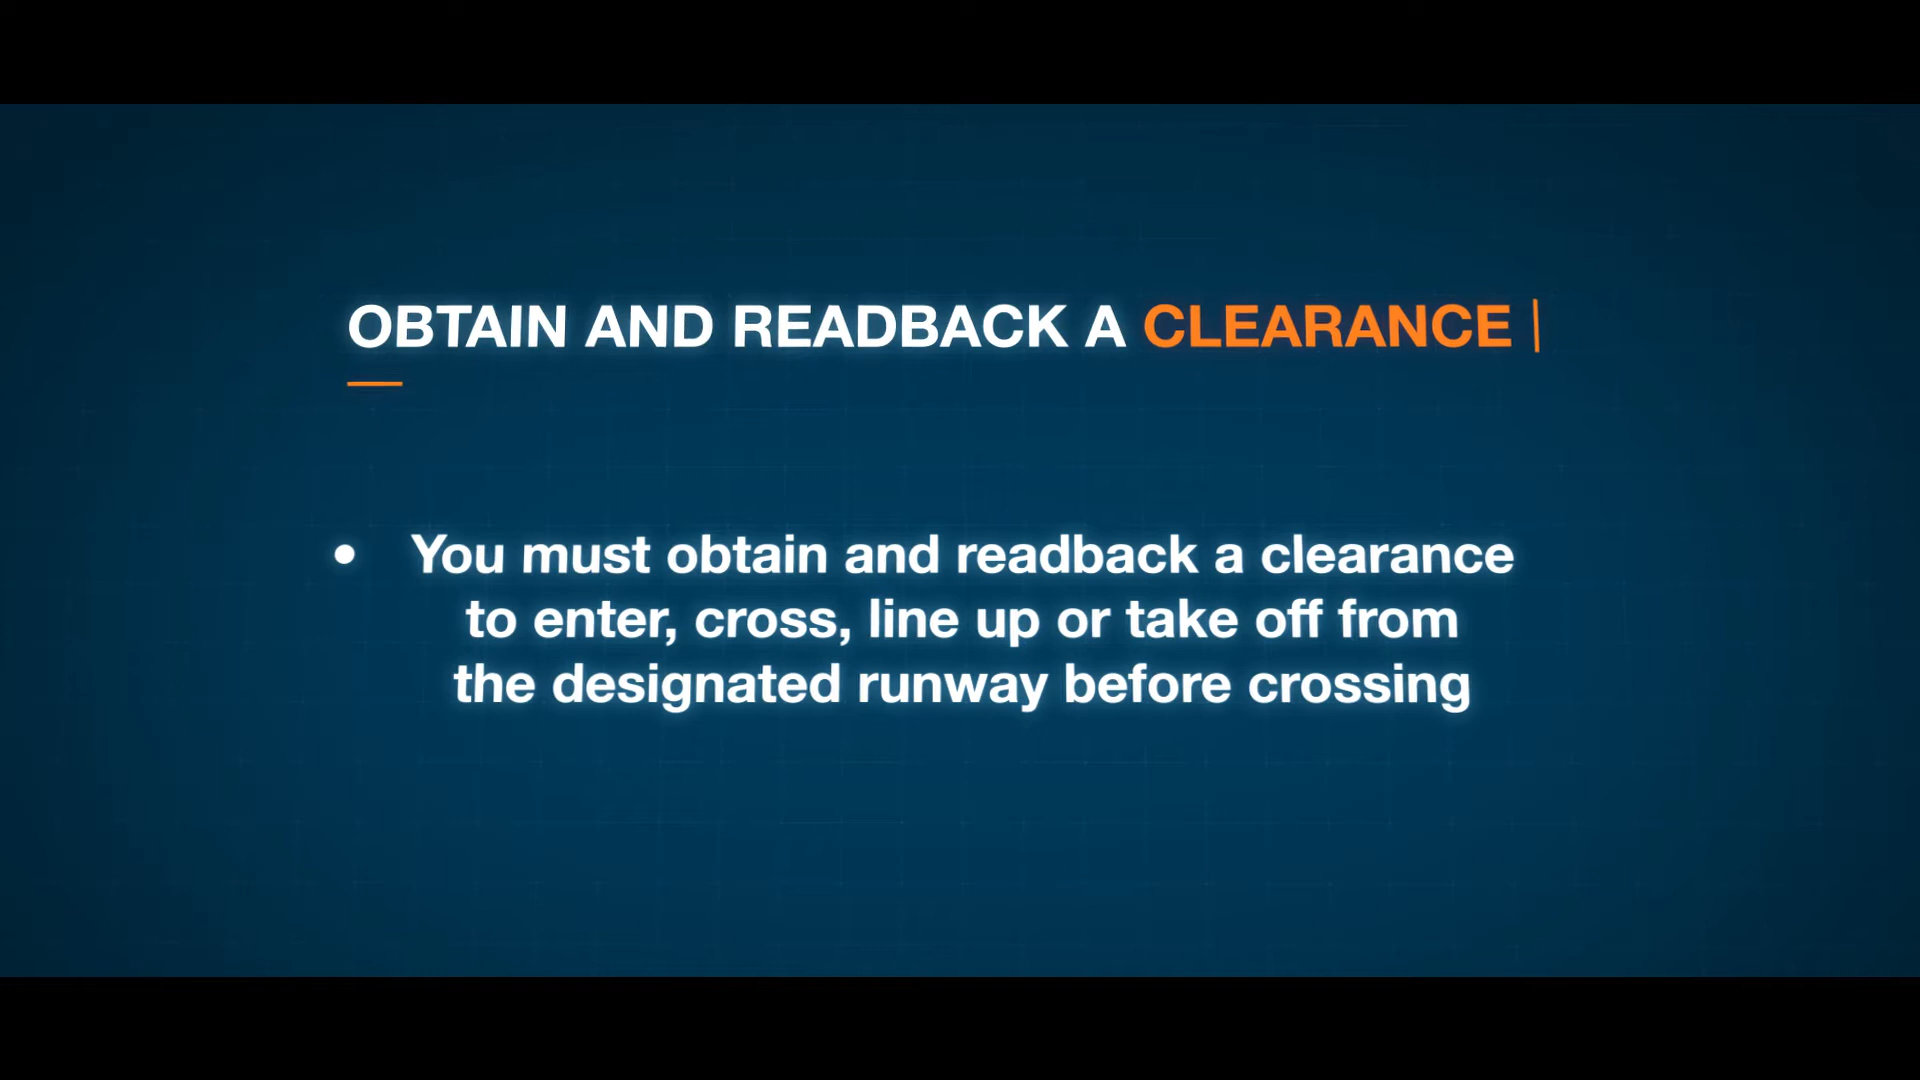 OBTAIN AND READBACK A CLEARANCE |
• You must obtain and readback a clearance
to enter, cross, line up or take off from
the designated runway before crossing